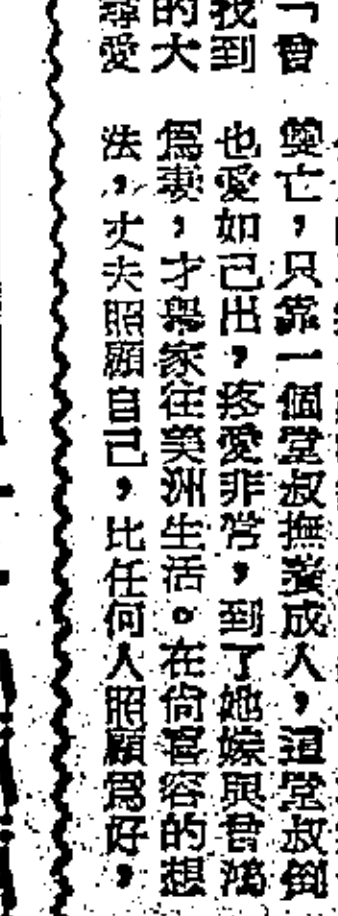 「曾
找到
的大
尋愛
雙亡，只靠一個堂叔撫養成人，這堂叔倒
也愛如己出，疼愛非常，到了她嫁與曾鴻
爲妻，才舉家往美洲生活。在尙官容的想
法，丈夫照顧自己，比任何人照顧爲好，